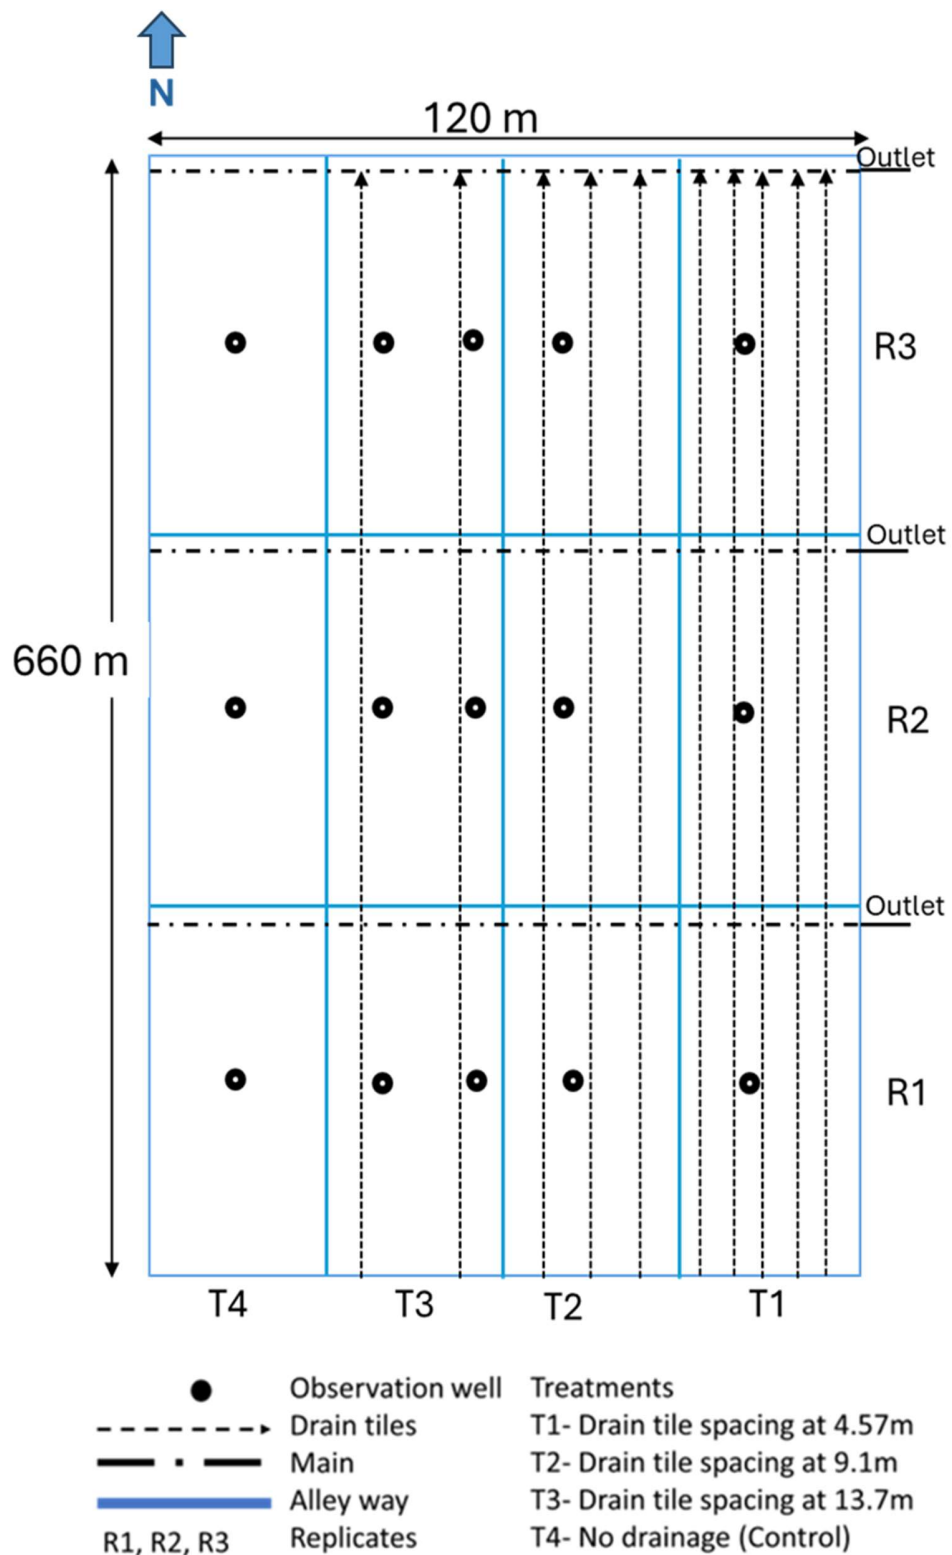 N
120 m
Outlet
R3
Outlet
660 m
R2
Outlet
R1
T4 T3 T2 T1
Observation well
Drain tiles
Main
Alley way
R1, R2, R3 Replicates
Treatments
T1- Drain tile spacing at 4.57m
T2- Drain tile spacing at 9.1m
T3- Drain tile spacing at 13.7m
T4- No drainage (Control)